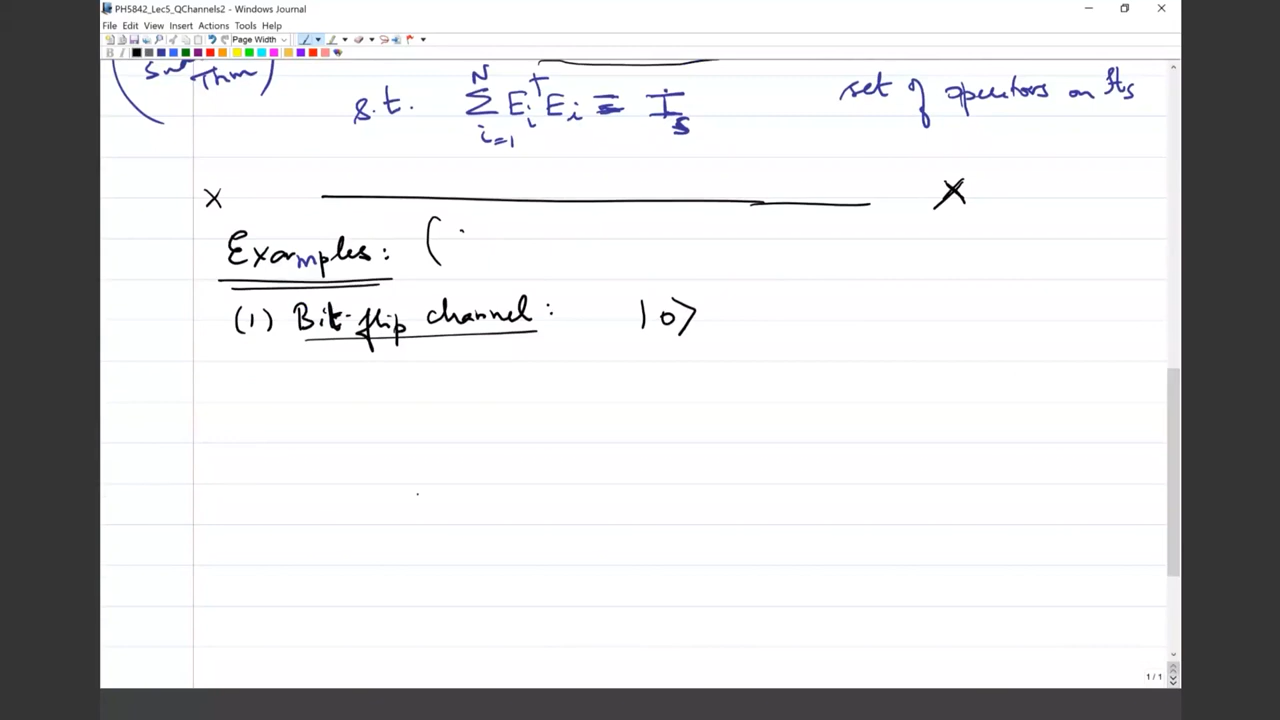 PH5842_Lec5_QChannels2 - Windows Journal
File Edit View Insert Actions Tools Help
Page Width
B I
Thm)
s.t. \sum_{i=1}^{N} E_i^† E_i = I_S set of operators on ℋ_S
X X
Examples: (
(1) Bit-flip channel: |0>
1 / 1